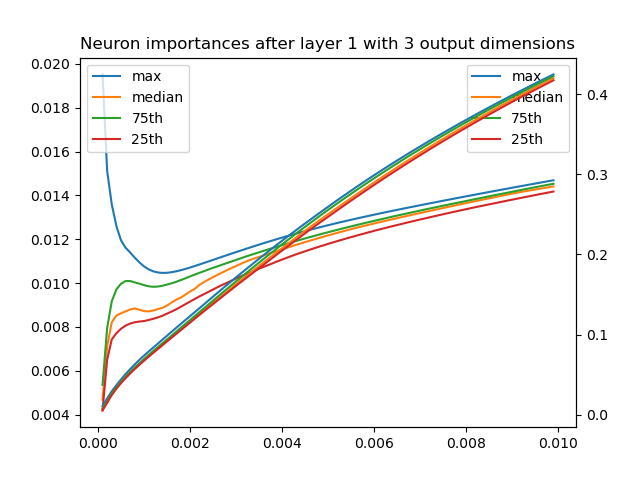 Neuron importances after layer 1 with 3 output dimensions
max
median
75th
25th
max
median
75th
25th
0.020
0.018
0.016
0.014
0.012
0.010
0.008
0.006
0.004
0.4
0.3
0.2
0.1
0.0
0.000 0.002 0.004 0.006 0.008 0.010